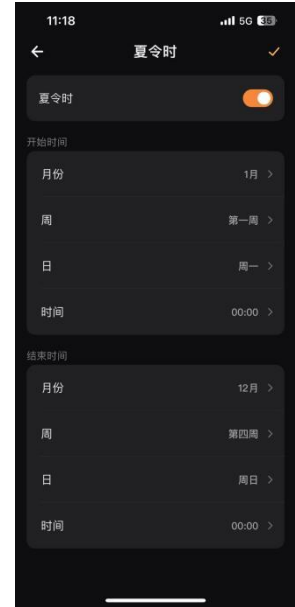 11:18 5G 35
夏令时
夏令时
开始时间
月份 1月
周 第一周
日 周一
时间 00:00
结束时间
月份 12月
周 第四周
日 周日
时间 00:00